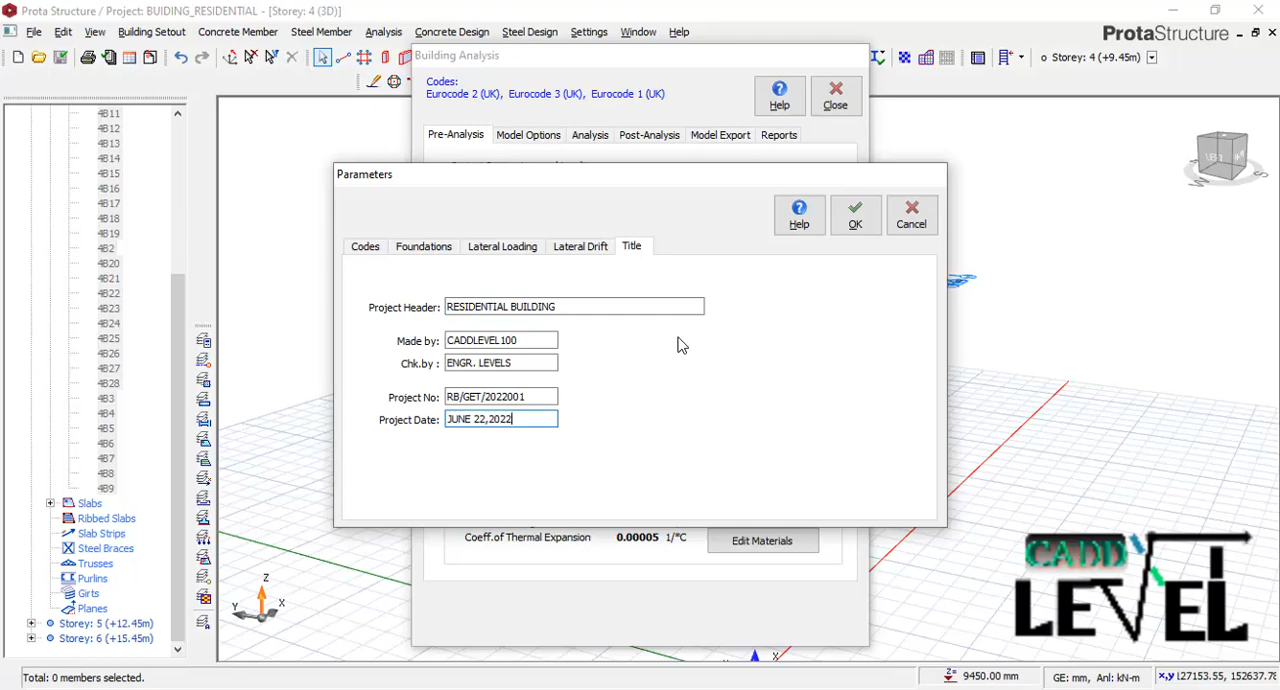 Prota Structure / Project: BUIDING_RESIDENTIAL - [Storey: 4 (3D)]
File Edit View Building Setout Concrete Member Steel Member Analysis Concrete Design Steel Design Settings Window Help
ProtaStructure
Storey: 4 (+9.45m)
Building Analysis
Codes:
Eurocode 2 (UK), Eurocode 3 (UK), Eurocode 1 (UK)
Help
Close
Pre-Analysis Model Options Analysis Post-Analysis Model Export Reports
Parameters
Help
OK
Cancel
Codes Foundations Lateral Loading Lateral Drift Title
Project Header: RESIDENTIAL BUILDING
Made by: CADDLEVEL100
Chk.by : ENGR. LEVELS
Project No: RB/GET/2022001
Project Date: JUNE 22,2022
Coeff.of Thermal Expansion 0.00005 1/°C
Edit Materials
4B11
4B12
4B13
4B14
4B15
4B16
4B17
4B18
4B19
4B2
4B20
4B21
4B22
4B23
4B24
4B25
4B26
4B27
4B28
4B3
4B4
4B5
4B6
4B7
4B8
4B9
Slabs
Ribbed Slabs
Slab Strips
Steel Braces
Trusses
Purlins
Girts
Planes
Storey: 5 (+12.45m)
Storey: 6 (+15.45m)
Z
Y
X
X
W
S
CADD
LEVEL
Total: 0 members selected.
Z= 9450.00 mm
GE: mm, Anl: kN-m
x,y